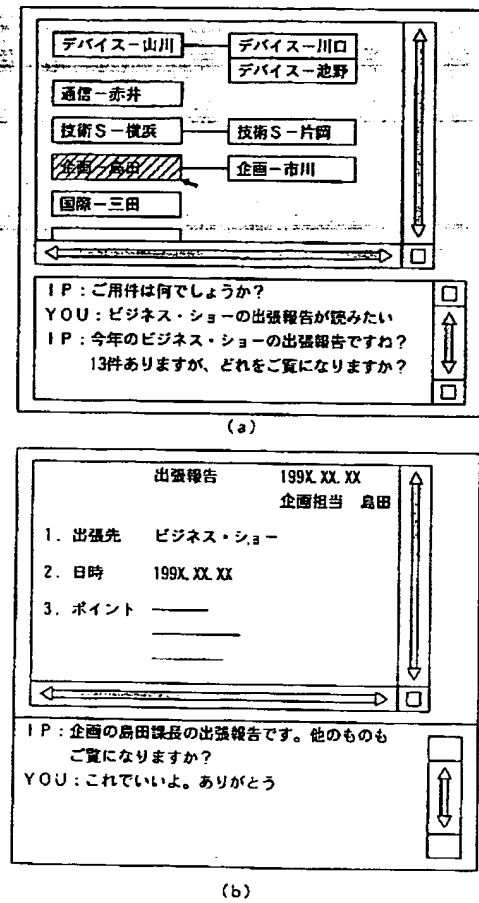 デバイス－山川 デバイス－川口
デバイス－池野
通信－赤井
技術S－横浜 技術S－片岡
企画－島田 企画－市川
国際－三田
IP：ご用件は何でしょうか？
YOU：ビジネス・ショーの出張報告が読みたい
IP：今年のビジネス・ショーの出張報告ですね？
13件ありますが、どれをご覧になりますか？
(a)
出張報告 199X.XX.XX
企画担当 島田
1．出張先 ビジネス・ショー
2．日時 199X.XX.XX
3．ポイント
IP：企画の島田課長の出張報告です。他のものも
ご覧になりますか？
YOU：これでいいよ。ありがとう
(b)